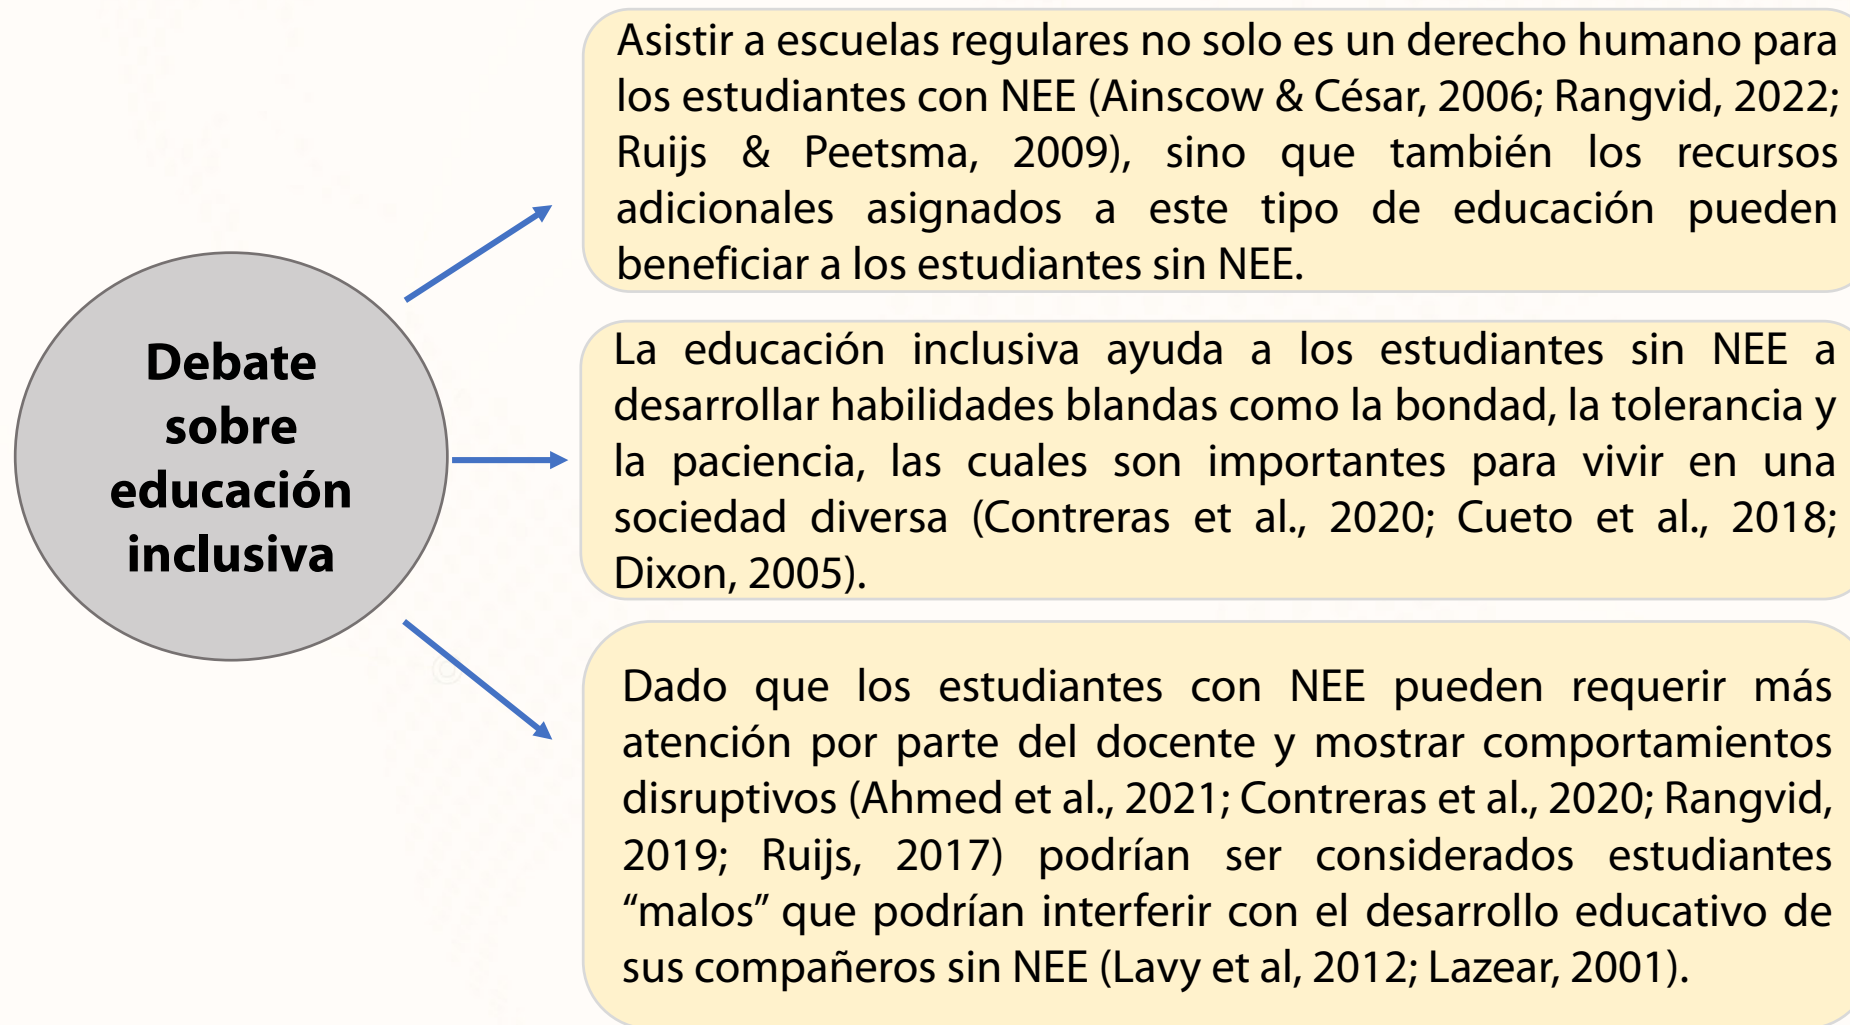 Debate
sobre
educación
inclusiva
Asistir a escuelas regulares no solo es un derecho humano para
los estudiantes con NEE (Ainscow & César, 2006; Rangvid, 2022;
Ruijs & Peetsma, 2009), sino que también los recursos
adicionales asignados a este tipo de educación pueden
beneficiar a los estudiantes sin NEE.
La educación inclusiva ayuda a los estudiantes sin NEE a
desarrollar habilidades blandas como la bondad, la tolerancia y
la paciencia, las cuales son importantes para vivir en una
sociedad diversa (Contreras et al., 2020; Cueto et al., 2018;
Dixon, 2005).
Dado que los estudiantes con NEE pueden requerir más
atención por parte del docente y mostrar comportamientos
disruptivos (Ahmed et al., 2021; Contreras et al., 2020; Rangvid,
2019; Ruijs, 2017) podrían ser considerados estudiantes
“malos” que podrían interferir con el desarrollo educativo de
sus compañeros sin NEE (Lavy et al, 2012; Lazear, 2001).